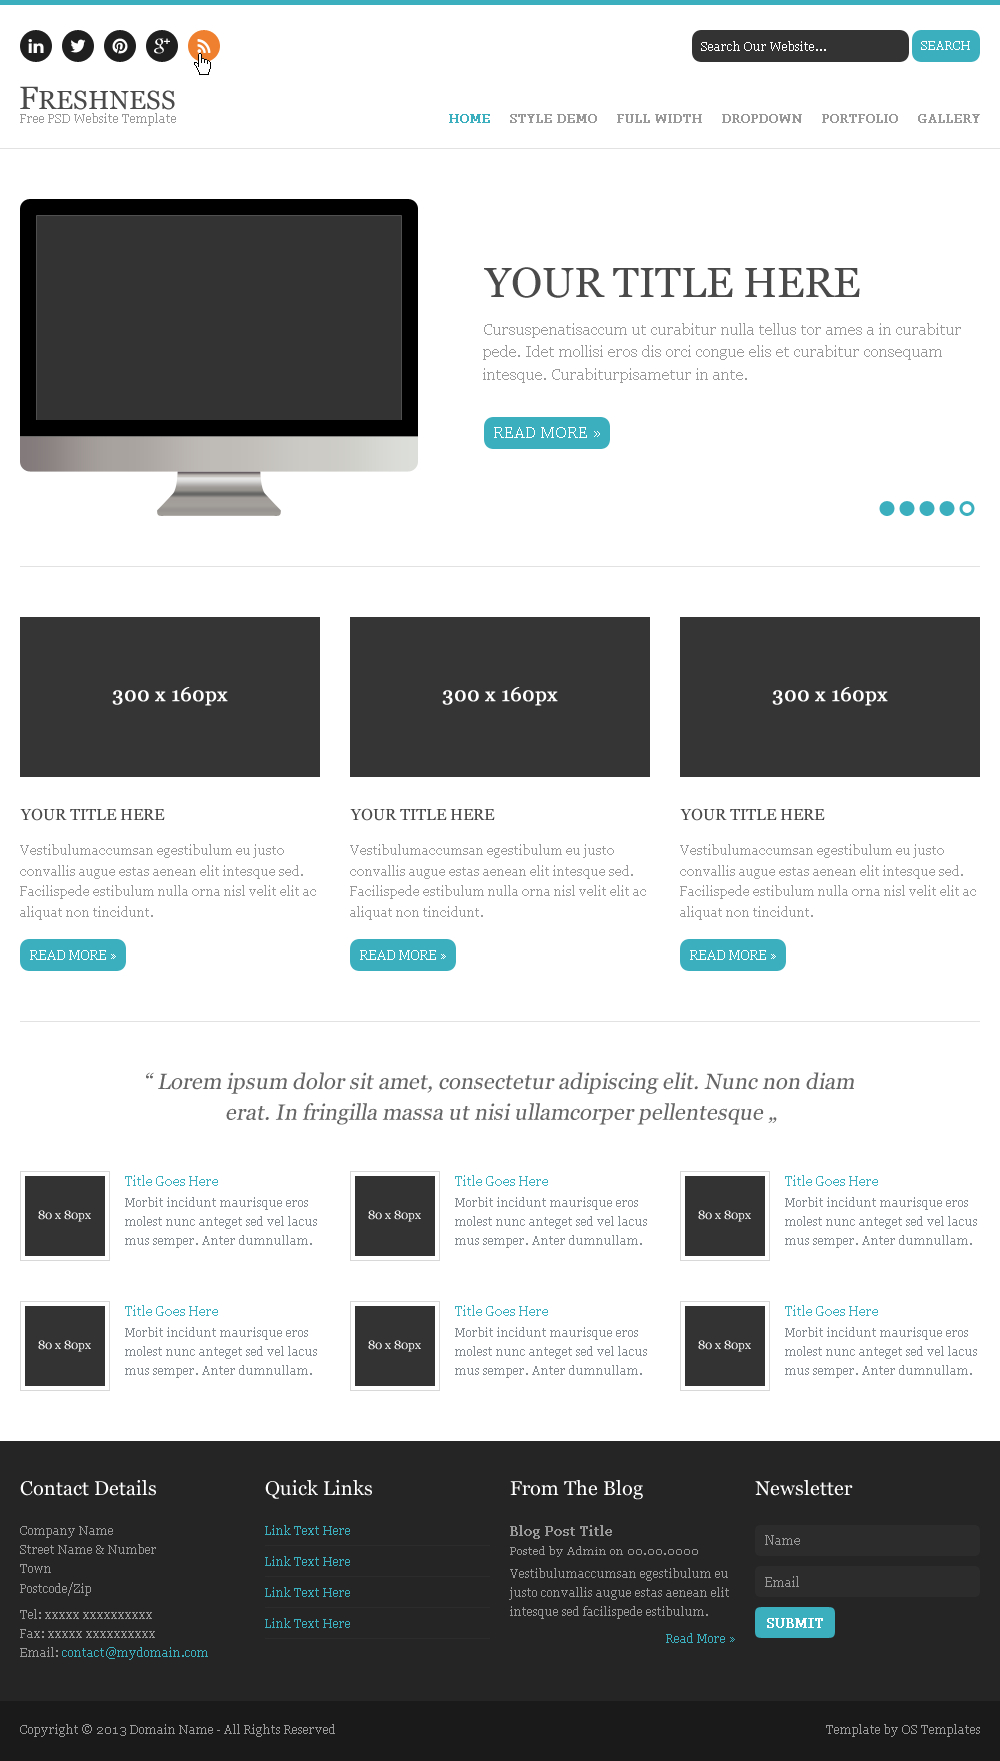 in
g+
Search Our Website...
SEARCH
FRESHNESS
Free PSD Website Template
HOME STYLE DEMO FULL WIDTH DROPDOWN PORTFOLIO GALLERY
YOUR TITLE HERE
Cursuspenatisaccum ut curabitur nulla tellus tor ames a in curabitur
pede. Idet mollisi eros dis orci congue elis et curabitur consequam
intesque. Curabiturpisametur in ante.
READ MORE »
300 x 160px
300 x 160px
300 x 160px
YOUR TITLE HERE
Vestibulumaccumsan egestibulum eu justo
convallis augue estas aenean elit intesque sed.
Facilispede estibulum nulla orna nisl velit elit ac
aliquat non tincidunt.
READ MORE »
YOUR TITLE HERE
Vestibulumaccumsan egestibulum eu justo
convallis augue estas aenean elit intesque sed.
Facilispede estibulum nulla orna nisl velit elit ac
aliquat non tincidunt.
READ MORE »
YOUR TITLE HERE
Vestibulumaccumsan egestibulum eu justo
convallis augue estas aenean elit intesque sed.
Facilispede estibulum nulla orna nisl velit elit ac
aliquat non tincidunt.
READ MORE »
“ Lorem ipsum dolor sit amet, consectetur adipiscing elit. Nunc non diam
erat. In fringilla massa ut nisi ullamcorper pellentesque „
80 x 80px
Title Goes Here
Morbit incidunt maurisque eros
molest nunc anteget sed vel lacus
mus semper. Anter dumnullam.
80 x 80px
Title Goes Here
Morbit incidunt maurisque eros
molest nunc anteget sed vel lacus
mus semper. Anter dumnullam.
80 x 80px
Title Goes Here
Morbit incidunt maurisque eros
molest nunc anteget sed vel lacus
mus semper. Anter dumnullam.
80 x 80px
Title Goes Here
Morbit incidunt maurisque eros
molest nunc anteget sed vel lacus
mus semper. Anter dumnullam.
80 x 80px
Title Goes Here
Morbit incidunt maurisque eros
molest nunc anteget sed vel lacus
mus semper. Anter dumnullam.
80 x 80px
Title Goes Here
Morbit incidunt maurisque eros
molest nunc anteget sed vel lacus
mus semper. Anter dumnullam.
Contact Details
Company Name
Street Name & Number
Town
Postcode/Zip
Tel: xxxxx xxxxxxxxxx
Fax: xxxxx xxxxxxxxxx
Email: contact@mydomain.com
Quick Links
Link Text Here
Link Text Here
Link Text Here
Link Text Here
From The Blog
Blog Post Title
Posted by Admin on 00.00.0000
Vestibulumaccumsan egestibulum eu
justo convallis augue estas aenean elit
intesque sed facilispede estibulum.
Read More »
Newsletter
Name
Email
SUBMIT
Copyright © 2013 Domain Name - All Rights Reserved
Template by OS Templates